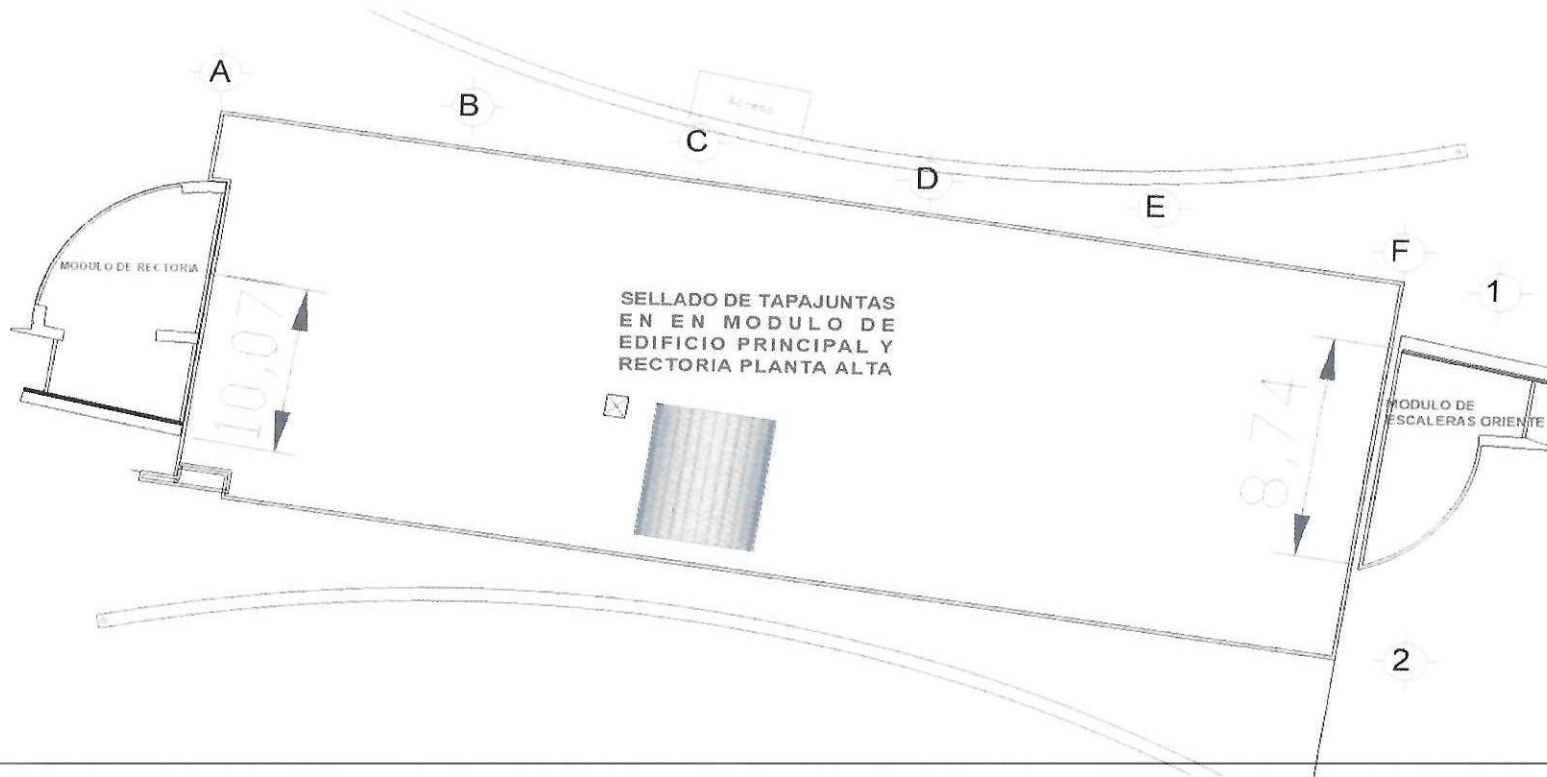 A
B
Acceso
C
D
E
F
1
MODULO DE RECTORIA
10,07
SELLADO DE TAPAJUNTAS
EN EN MODULO DE
EDIFICIO PRINCIPAL Y
RECTORIA PLANTA ALTA
8,74
MODULO DE
ESCALERAS ORIENTE
2